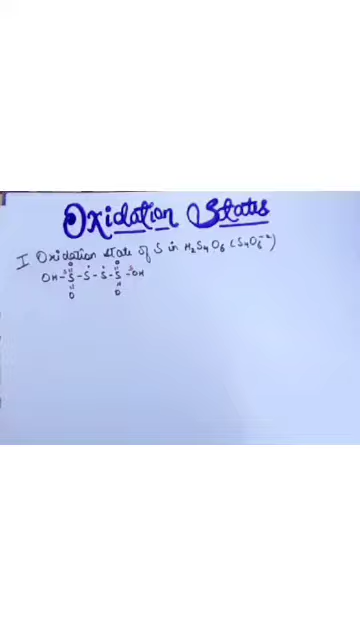 Oxidation States
I Oxidation state of S in H2S4O6 (S4O6-2)
O O
OH-S-S-S-S-OH
O O